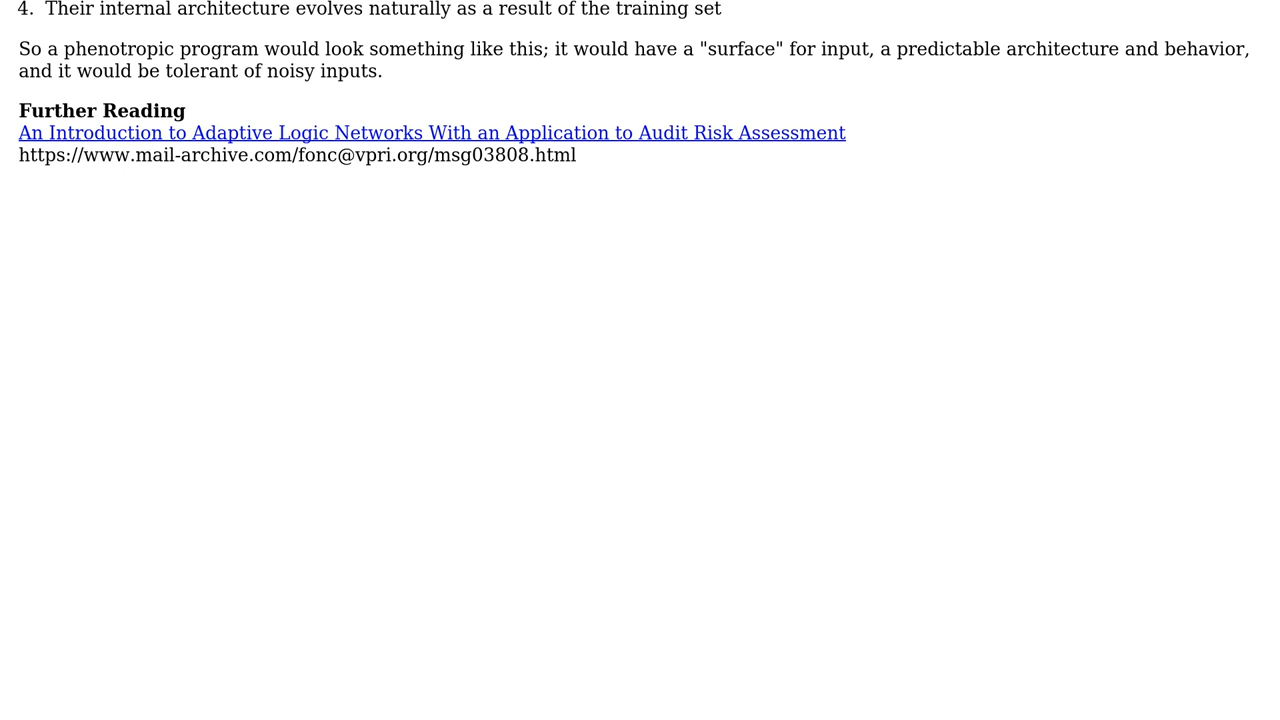 4. Their internal architecture evolves naturally as a result of the training set
So a phenotropic program would look something like this; it would have a "surface" for input, a predictable architecture and behavior,
and it would be tolerant of noisy inputs.
Further Reading
An Introduction to Adaptive Logic Networks With an Application to Audit Risk Assessment
https://www.mail-archive.com/fonc@vpri.org/msg03808.html